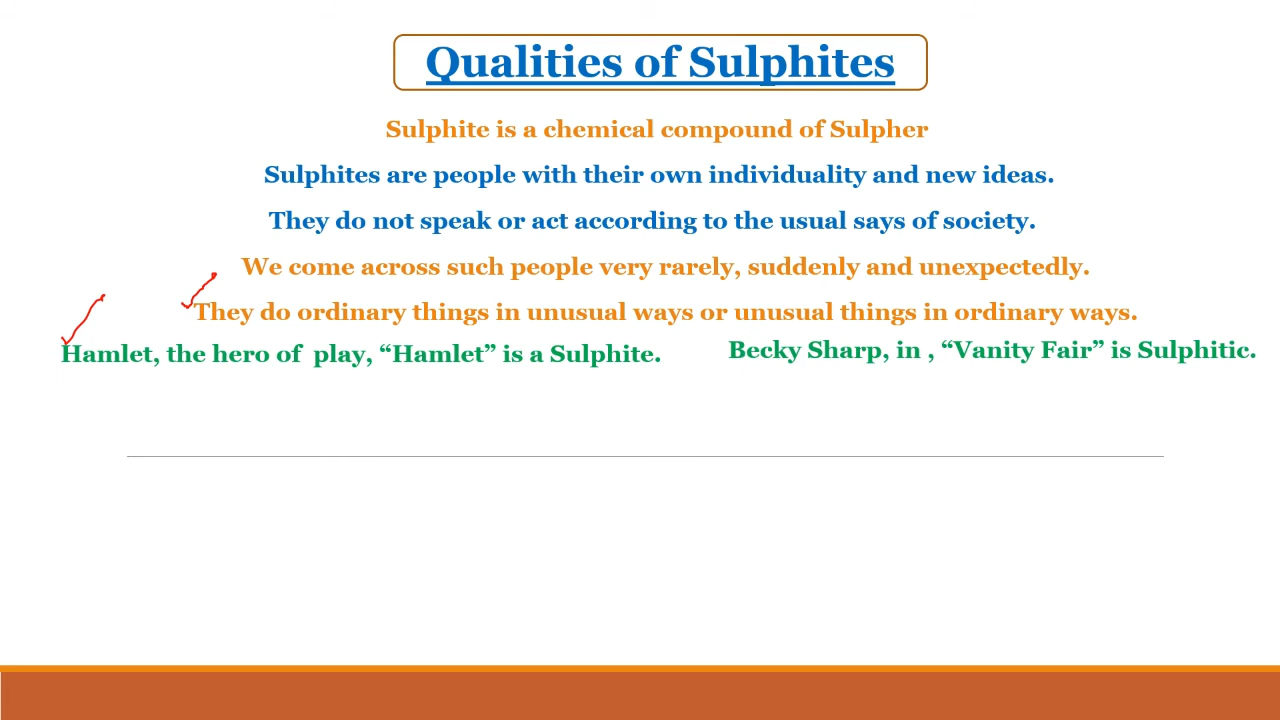 Qualities of Sulphites
Sulphite is a chemical compound of Sulpher
Sulphites are people with their own individuality and new ideas.
They do not speak or act according to the usual says of society.
We come across such people very rarely, suddenly and unexpectedly.
They do ordinary things in unusual ways or unusual things in ordinary ways.
Hamlet, the hero of  play, “Hamlet” is a Sulphite.
Becky Sharp, in , “Vanity Fair” is Sulphitic.